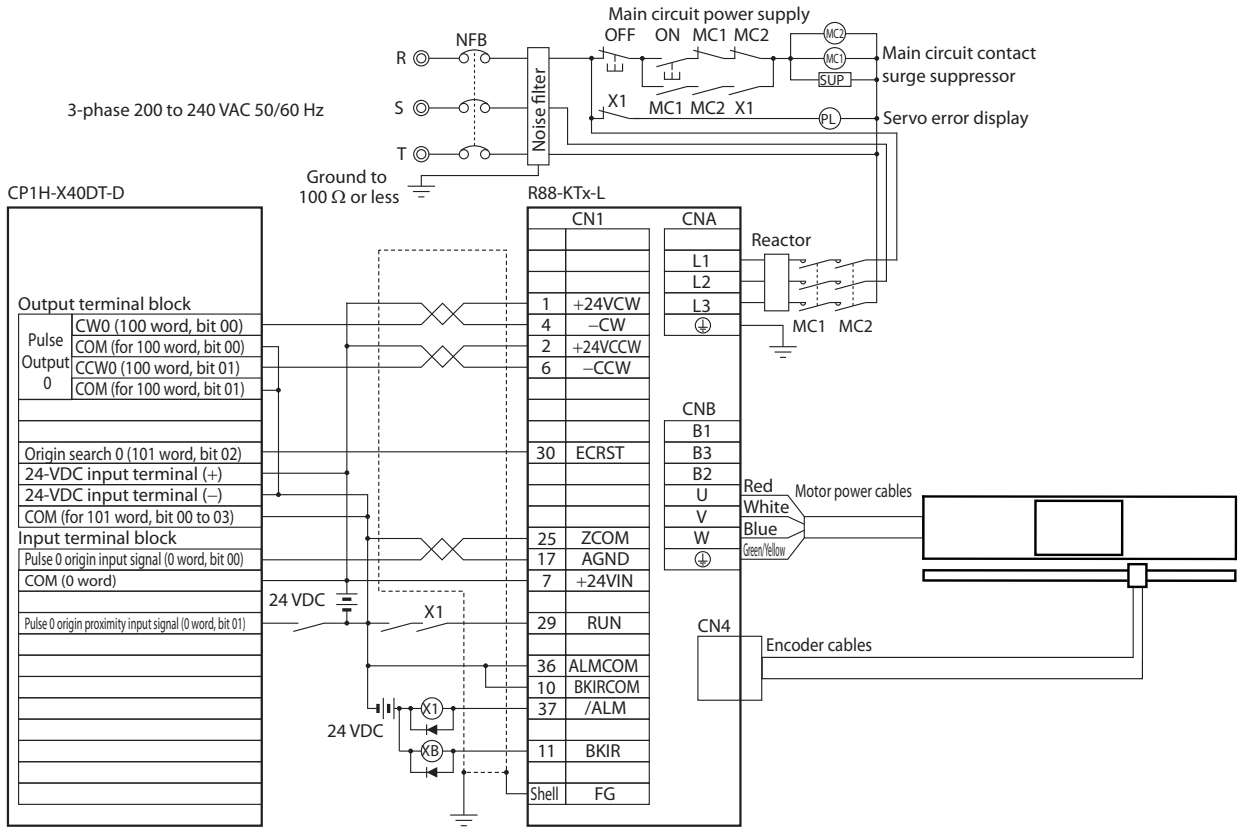 Main circuit power supply
OFF ON MC1 MC2
MC2
MC1
SUP
Main circuit contact
surge suppressor
MC1 MC2 X1
X1
PL
Servo error display
NFB
R
S
T
3-phase 200 to 240 VAC 50/60 Hz
Noise filter
Ground to
100 Ω or less
CP1H-X40DT-D
Output terminal block
Pulse
Output
0
CW0 (100 word, bit 00)
COM (for 100 word, bit 00)
CCW0 (100 word, bit 01)
COM (for 100 word, bit 01)
Origin search 0 (101 word, bit 02)
24-VDC input terminal (+)
24-VDC input terminal (−)
COM (for 101 word, bit 00 to 03)
Input terminal block
Pulse 0 origin input signal (0 word, bit 00)
COM (0 word)
Pulse 0 origin proximity input signal (0 word, bit 01)
24 VDC
X1
24 VDC
X1
XB
R88-KTx-L
CN1
1 +24VCW
4 −CW
2 +24VCCW
6 −CCW
30 ECRST
25 ZCOM
17 AGND
7 +24VIN
29 RUN
36 ALMCOM
10 BKIRCOM
37 /ALM
11 BKIR
Shell FG
CNA
L1
L2
L3
Reactor
MC1 MC2
CNB
B1
B3
B2
U
V
W
Red
White
Blue
Green/Yellow
Motor power cables
CN4
Encoder cables